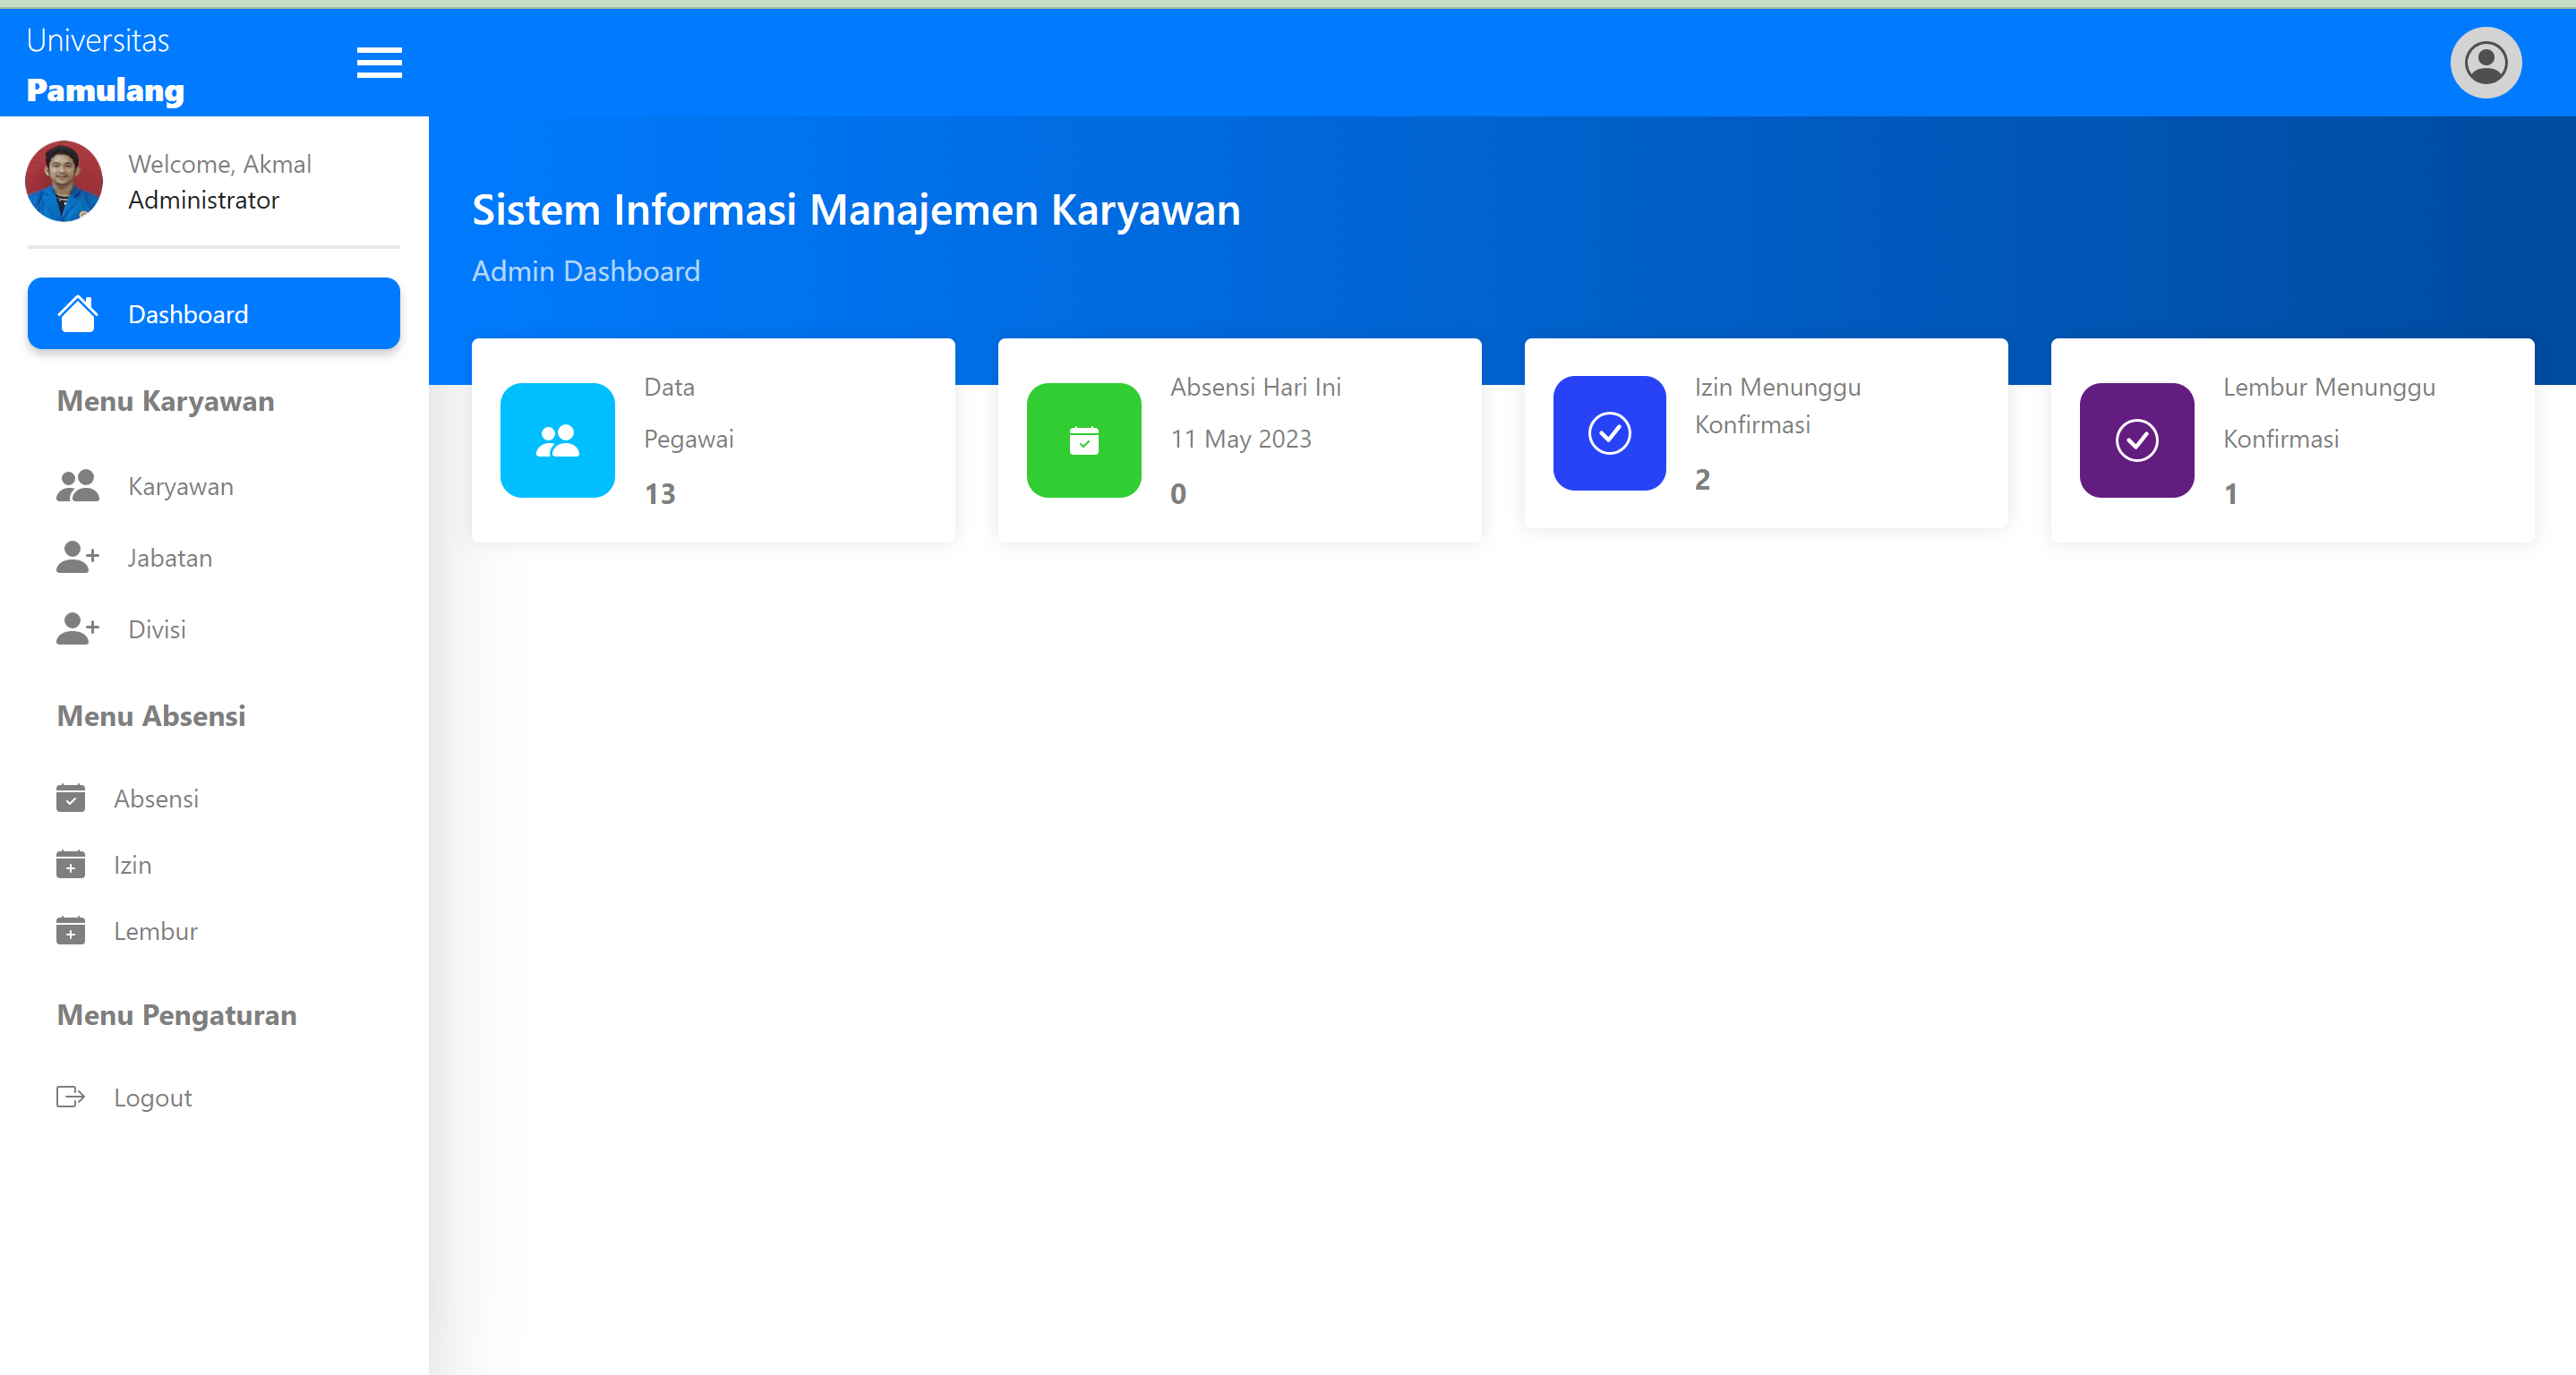 Universitas
Pamulang
Welcome, Akmal
Administrator
Dashboard
Menu Karyawan
Karyawan
Jabatan
Divisi
Menu Absensi
Absensi
Izin
Lembur
Menu Pengaturan
Logout
Sistem Informasi Manajemen Karyawan
Admin Dashboard
Data
Pegawai
13
Absensi Hari Ini
11 May 2023
0
Izin Menunggu
Konfirmasi
2
Lembur Menunggu
Konfirmasi
1